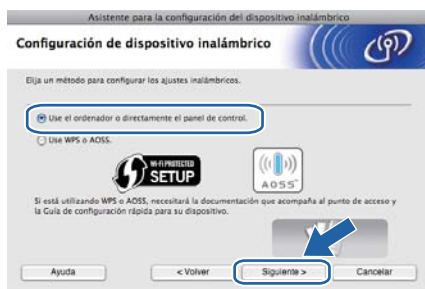 Asistente para la configuración del dispositivo inalámbrico
Configuración de dispositivo inalámbrico
Elija un método para configurar los ajustes inalámbricos.
Use el ordenador o directamente el panel de control.
Use WPS o AOSS.
WI-FI PROTECTED
SETUP
AOSS
Si está utilizando WPS o AOSS, necesitará la documentación que acompaña al punto de acceso y
la Guía de configuración rápida para su dispositivo.
Ayuda
< Volver
Siguiente >
Cancelar